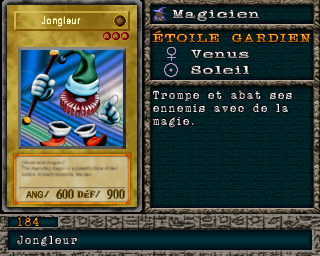 Jongleur
ANG/ 600 DÉF/ 900
Magicien
ÉTOILE GARDIEN
Venus
Soleil
Trompe et abat ses
ennemis avec de la
magie.
184
Jongleur